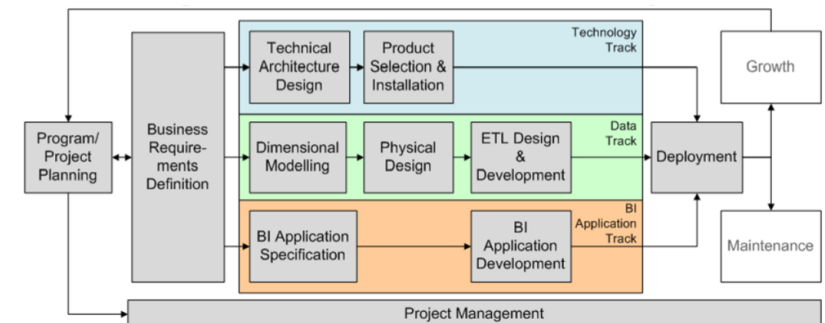 Technology
Track
Technical
Architecture
Design
Product
Selection &
Installation
Growth
Program/
Project
Planning
Business
Require-
ments
Definition
Data
Track
Dimensional
Modelling
Physical
Design
ETL Design
&
Development
Deployment
BI
Application
Track
BI Application
Specification
BI
Application
Development
Maintenance
Project Management